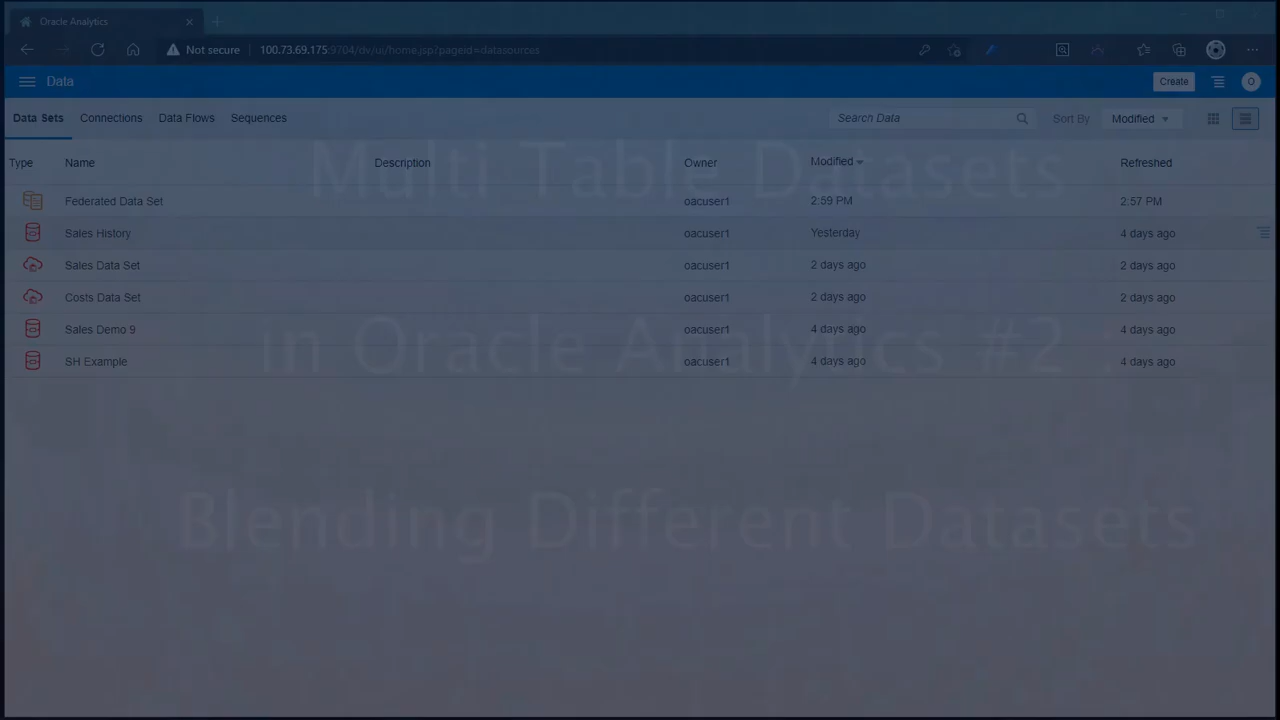 Oracle Analytics
Not secure 100.73.69.175:9704/dv/ui/home.jsp?pageid=datasources
Data
Create
O
Data Sets Connections Data Flows Sequences
Search Data
Sort By Modified
Type Name Description Owner Modified Refreshed
Multi Table Datasets
Federated Data Set oacuser1 2:59 PM 2:57 PM
Sales History oacuser1 Yesterday 4 days ago
Sales Data Set oacuser1 2 days ago 2 days ago
Costs Data Set oacuser1 2 days ago 2 days ago
Sales Demo 9 oacuser1 4 days ago 4 days ago
in Oracle Analytics #2 :
SH Example oacuser1 4 days ago 4 days ago
Blending Different Datasets